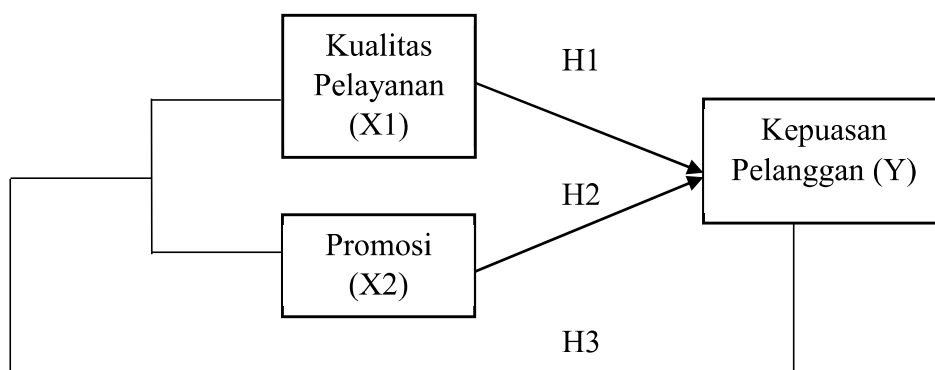 Kualitas
Pelayanan
(X1)
H1
Kepuasan
Pelanggan (Y)
H2
Promosi
(X2)
H3